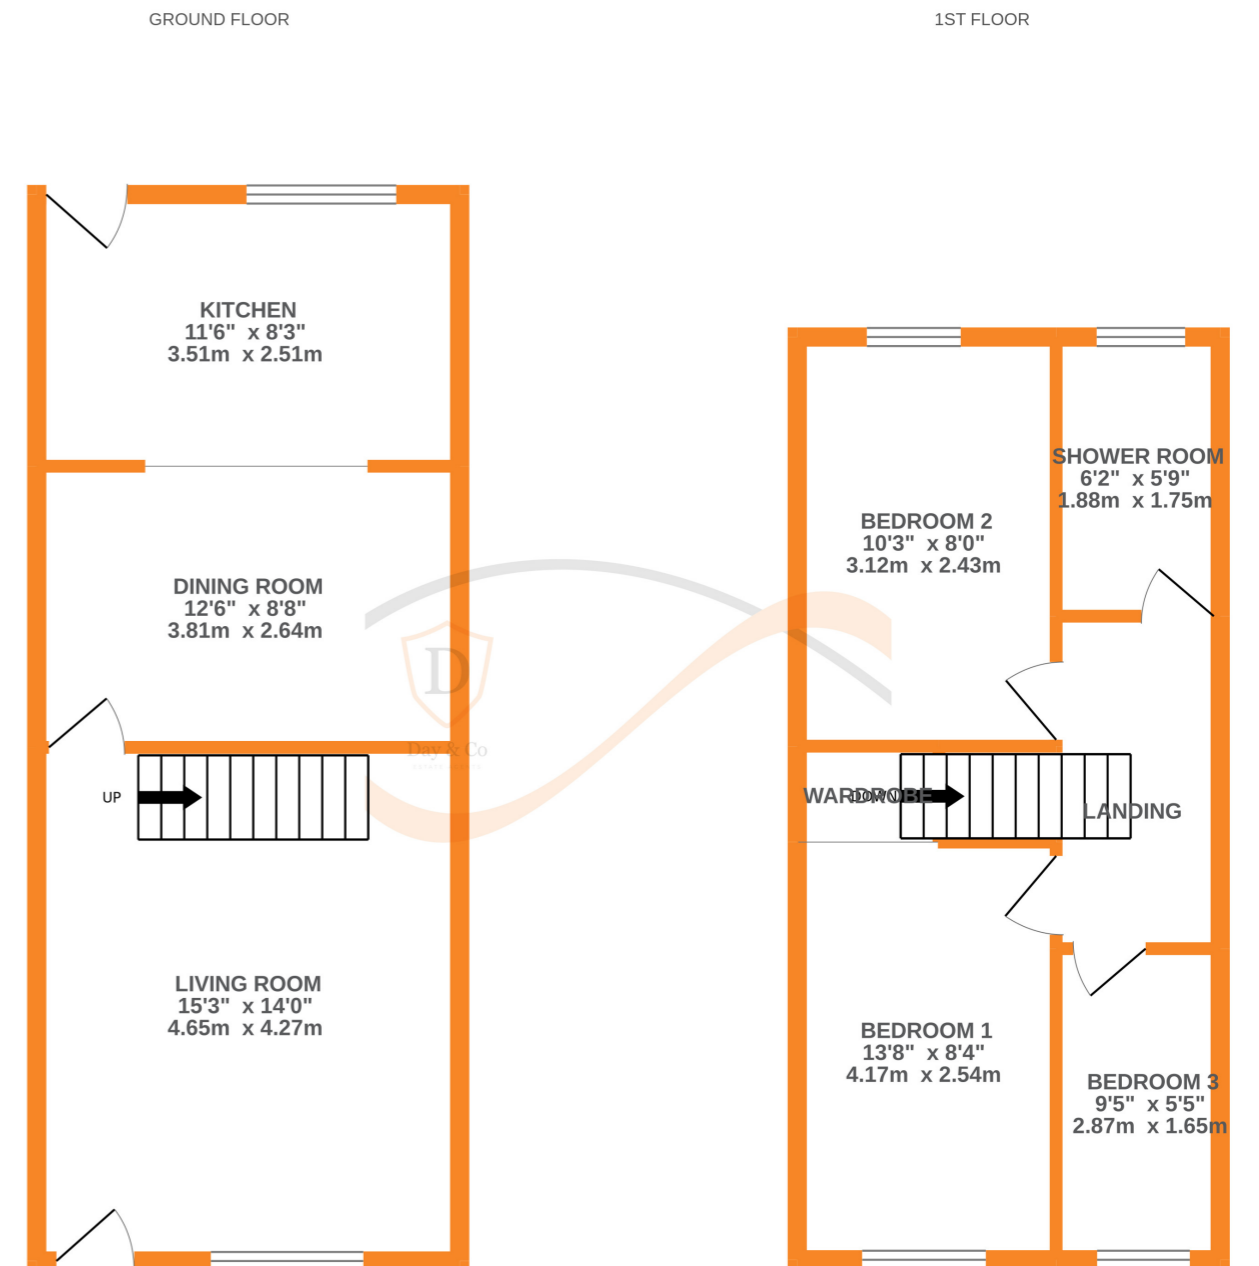 GROUND FLOOR
1ST FLOOR
KITCHEN
11'6" x 8'3"
3.51m x 2.51m
DINING ROOM
12'6" x 8'8"
3.81m x 2.64m
UP
LIVING ROOM
15'3" x 14'0"
4.65m x 4.27m
D
Day & Co
BEDROOM 2
10'3" x 8'0"
3.12m x 2.43m
SHOWER ROOM
6'2" x 5'9"
1.88m x 1.75m
WARDROBE
DOWN
LANDING
BEDROOM 1
13'8" x 8'4"
4.17m x 2.54m
BEDROOM 3
9'5" x 5'5"
2.87m x 1.65m